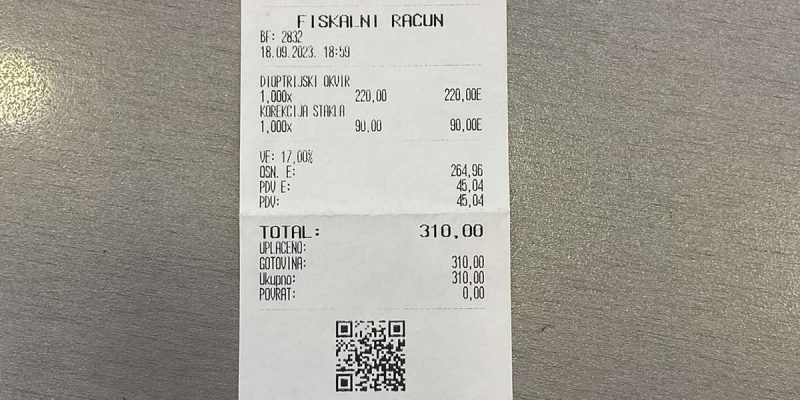 FISKALNI RAČUN
BF: 2832
18.09.2023. 18:59
DIOPTRIJSKI OKVIR
1,000x 220,00 220,00E
KOREKCIJA STAKLA
1,000x 90,00 90,00E
VE: 17,00%
OSN. E: 264,96
PDV E: 45,04
PDV: 45,04
TOTAL: 310,00
UPLAĆENO:
GOTOVINA: 310,00
Ukupno: 310,00
POVRAT: 0,00